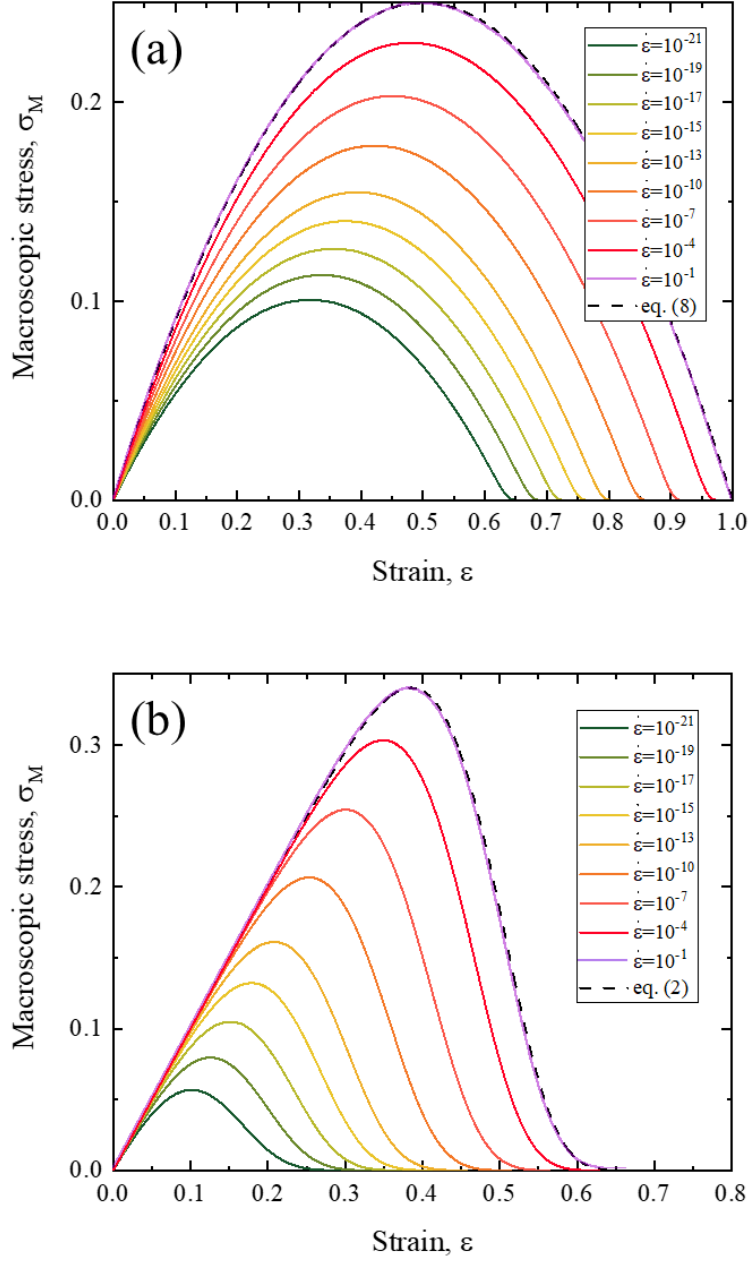 (a)
Macroscopic stress, σM
0.2
0.1
0.0
ε̇=10-21
ε̇=10-19
ε̇=10-17
ε̇=10-15
ε̇=10-13
ε̇=10-10
ε̇=10-7
ε̇=10-4
ε̇=10-1
eq. (8)
0.0 0.1 0.2 0.3 0.4 0.5 0.6 0.7 0.8 0.9 1.0
Strain, ε
(b)
Macroscopic stress, σM
0.3
0.2
0.1
0.0
ε̇=10-21
ε̇=10-19
ε̇=10-17
ε̇=10-15
ε̇=10-13
ε̇=10-10
ε̇=10-7
ε̇=10-4
ε̇=10-1
eq. (2)
0.0 0.1 0.2 0.3 0.4 0.5 0.6 0.7 0.8
Strain, ε